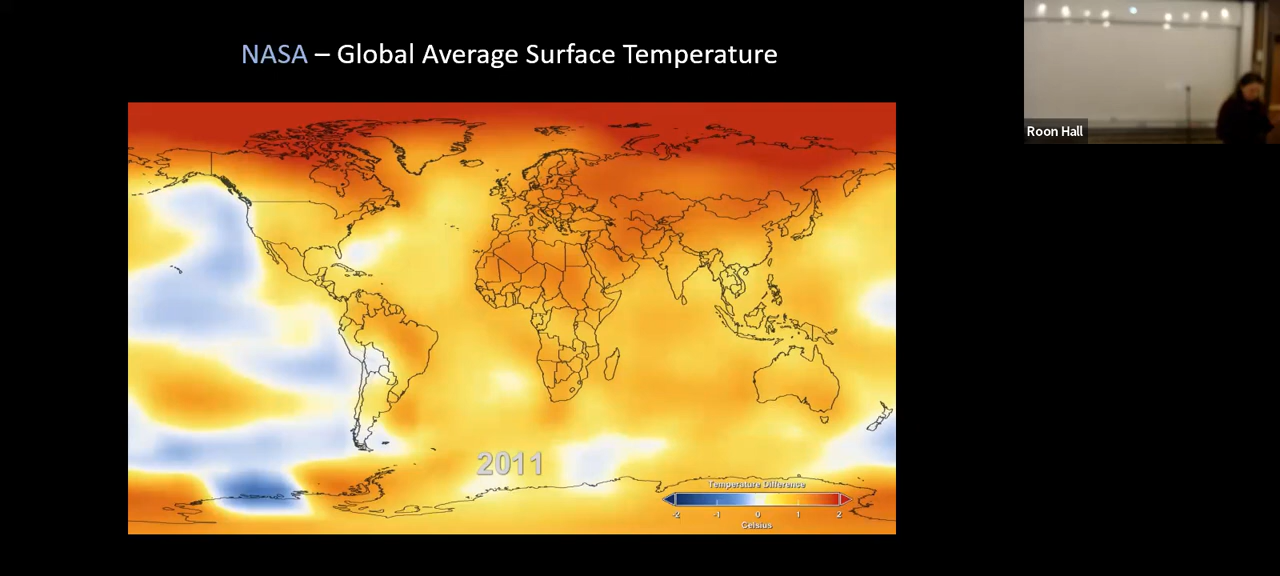 NASA – Global Average Surface Temperature
Roon Hall
2011
Temperature Difference
-2 -1 0 1 2
Celsius